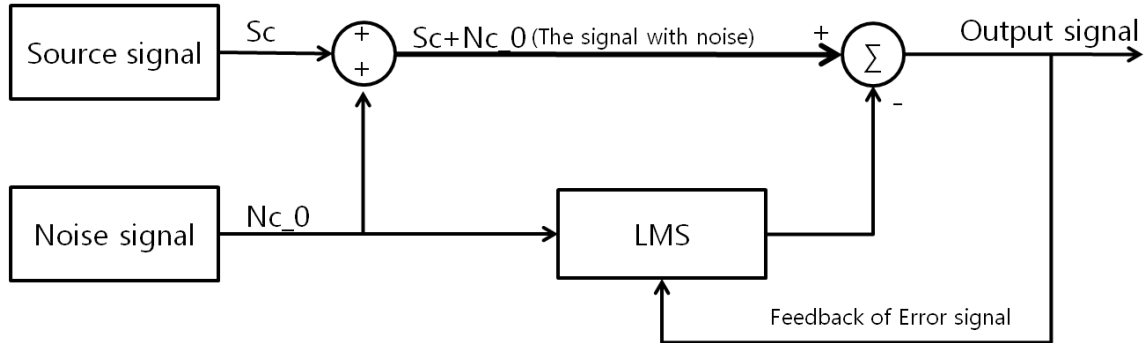 Source signal
Sc
+
+
Sc+Nc_0 (The signal with noise)
+
∑
-
Output signal
Noise signal
Nc_0
LMS
Feedback of Error signal